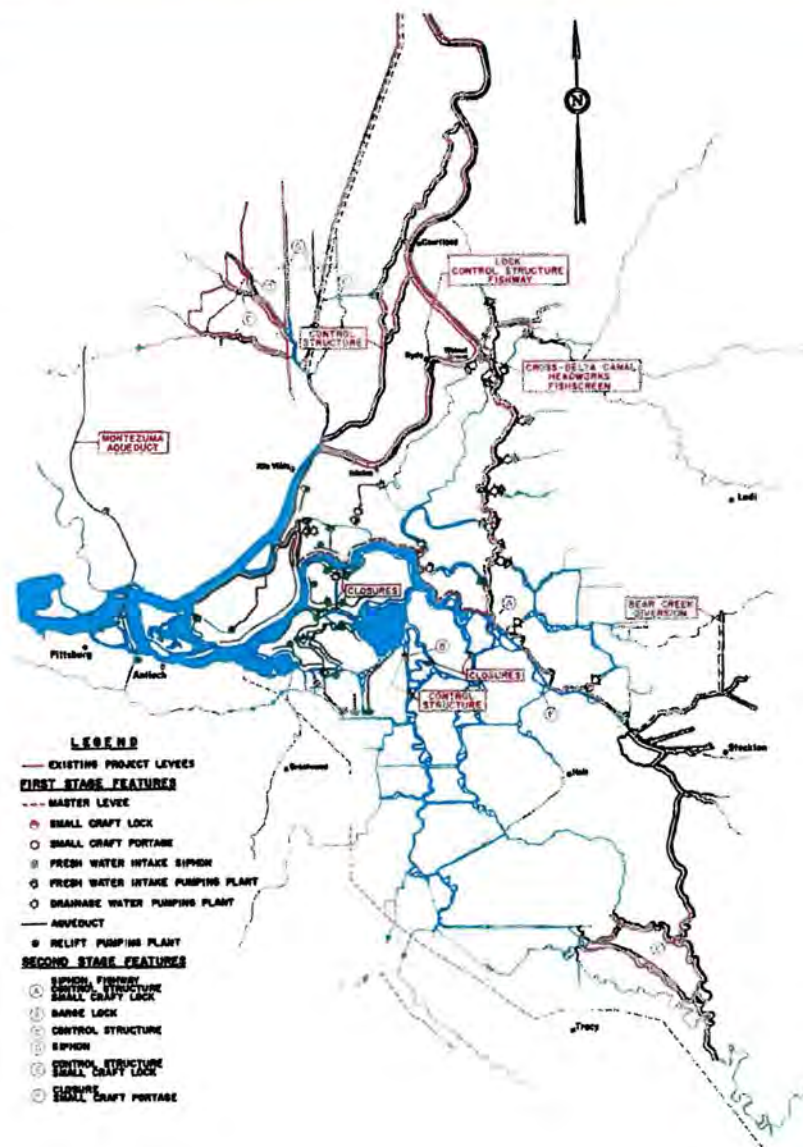 N
Courtland
LOCK
CONTROL STRUCTURE
FISHWAY
CONTROL
STRUCTURE
Ryde
Walnut
Grove
CROSS-DELTA CANAL
HEADWORKS
FISHSCREEN
MONTEZUMA
AQUEDUCT
Rio Vista
Isleton
Lodi
CLOSURES
A
BEAR CREEK
DIVERSION
B
CLOSURES
Pittsburg
Antioch
CONTROL
STRUCTURE
F
Stockton
Brentwood
Holt
LEGEND
EXISTING PROJECT LEVEES
FIRST STAGE FEATURES
MASTER LEVEE
SMALL CRAFT LOCK
SMALL CRAFT PORTAGE
FRESH WATER INTAKE SIPHON
FRESH WATER INTAKE PUMPING PLANT
DRAINAGE WATER PUMPING PLANT
AQUEDUCT
RELIFT PUMPING PLANT
SECOND STAGE FEATURES
SIPHON, FISHWAY
A CONTROL STRUCTURE
SMALL CRAFT LOCK
B BARGE LOCK
CONTROL STRUCTURE
SIPHON
CONTROL STRUCTURE
SMALL CRAFT LOCK
CLOSURE
F SMALL CRAFT PORTAGE
Tracy